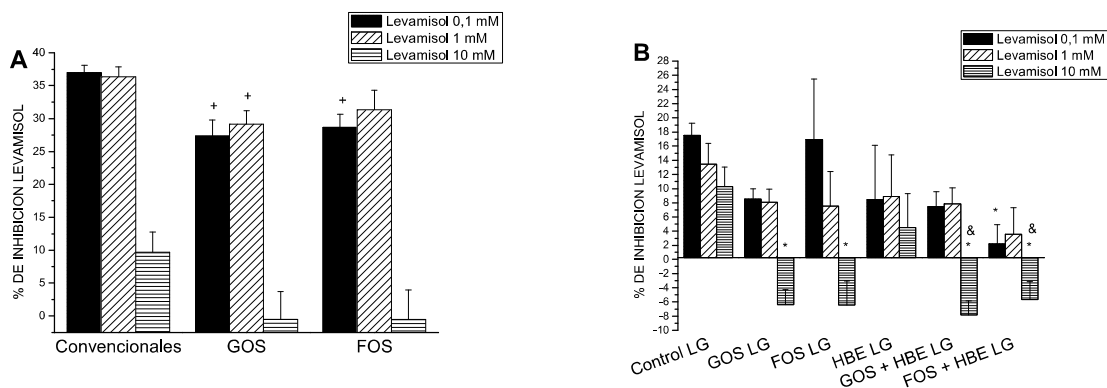 A
Levamisol 0,1 mM
Levamisol 1 mM
Levamisol 10 mM
% DE INHIBICION LEVAMISOL
40
35
30
25
20
15
10
5
0
+
+
+
Convencionales
GOS
FOS
B
Levamisol 0,1 mM
Levamisol 1 mM
Levamisol 10 mM
% DE INHIBICION LEVAMISOL
28
26
24
22
20
18
16
14
12
10
8
6
4
2
0
-2
-4
-6
-8
-10
*
*
&
*
*
&
*
Control LG
GOS LG
FOS LG
HBE LG
GOS + HBE LG
FOS + HBE LG